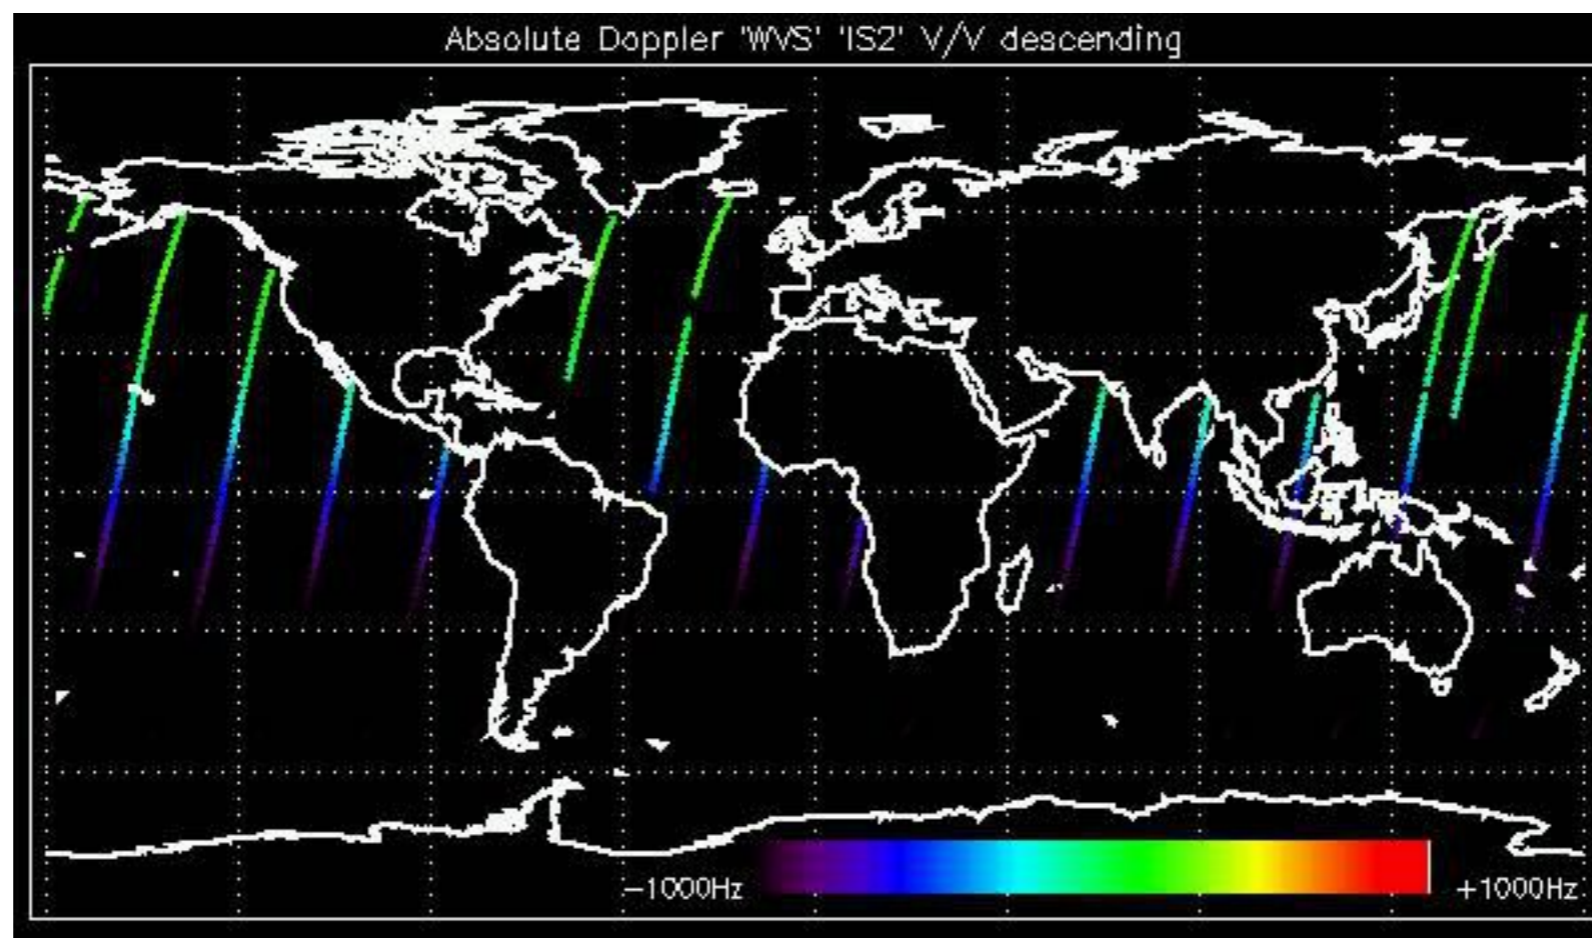 Absolute Doppler 'WVS' 'IS2' V/V descending
−1000Hz
+1000Hz